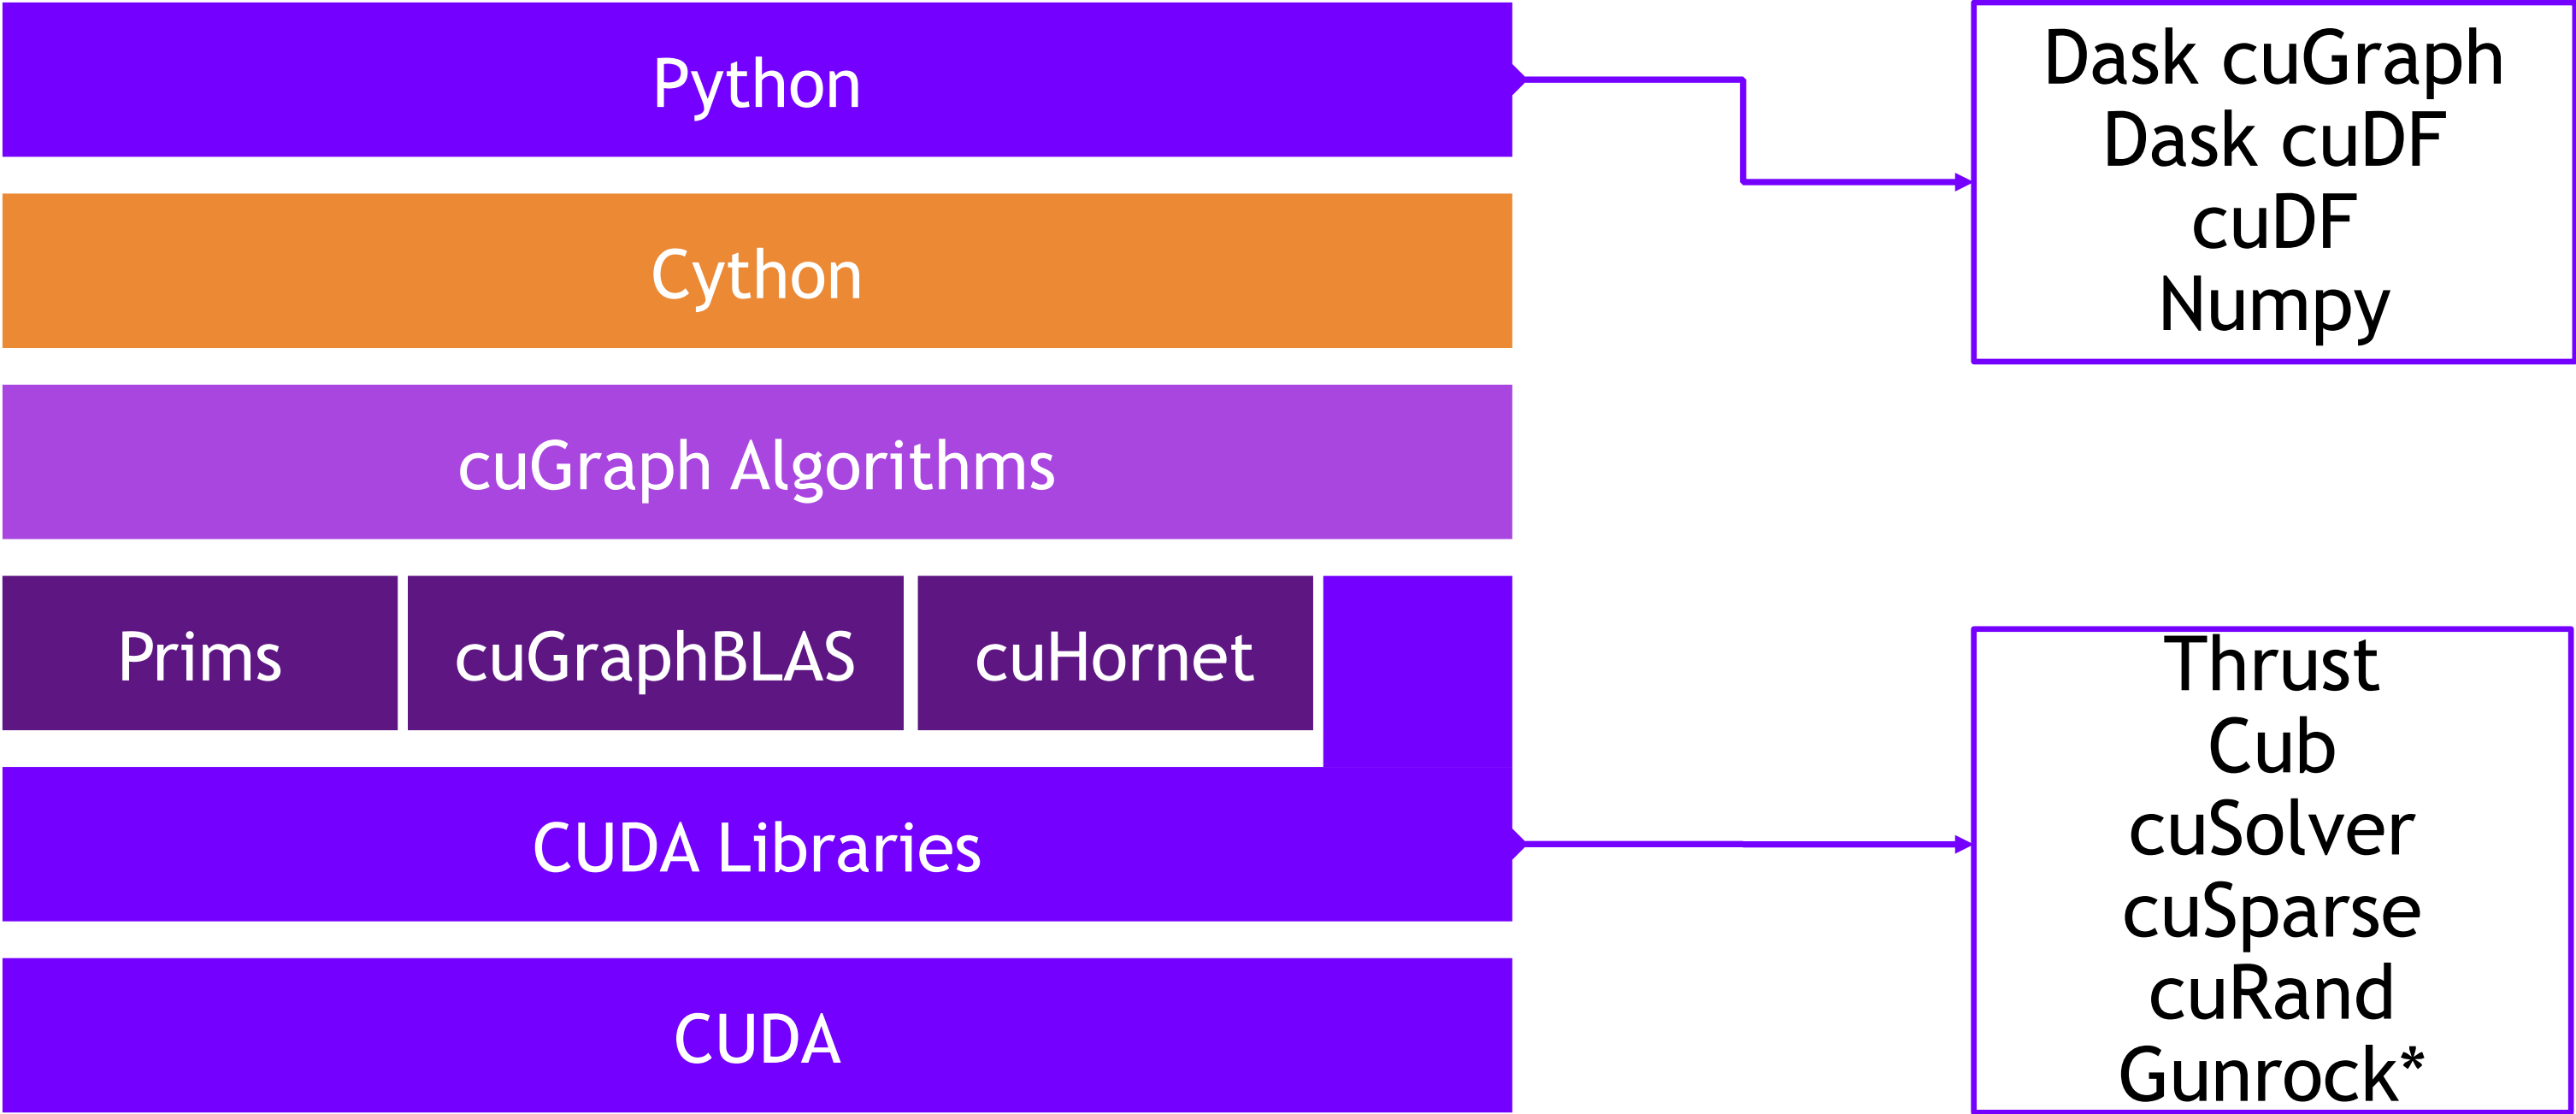 Python
Cython
cuGraph Algorithms
Prims
cuGraphBLAS
cuHornet
CUDA Libraries
CUDA
Dask cuGraph
Dask cuDF
cuDF
Numpy
Thrust
Cub
cuSolver
cuSparse
cuRand
Gunrock*